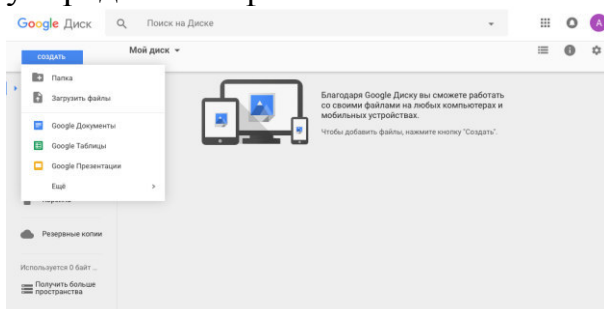 Google Диск
Поиск на Диске
A
СОЗДАТЬ
Мой диск
Папка
Загрузить файлы
Google Документы
Google Таблицы
Google Презентации
Ещё
Благодаря Google Диску вы сможете работать
со своими файлами на любых компьютерах и
мобильных устройствах.
Чтобы добавить файлы, нажмите кнопку "Создать".
Резервные копии
Используется 0 байт ..
Получить больше
пространства